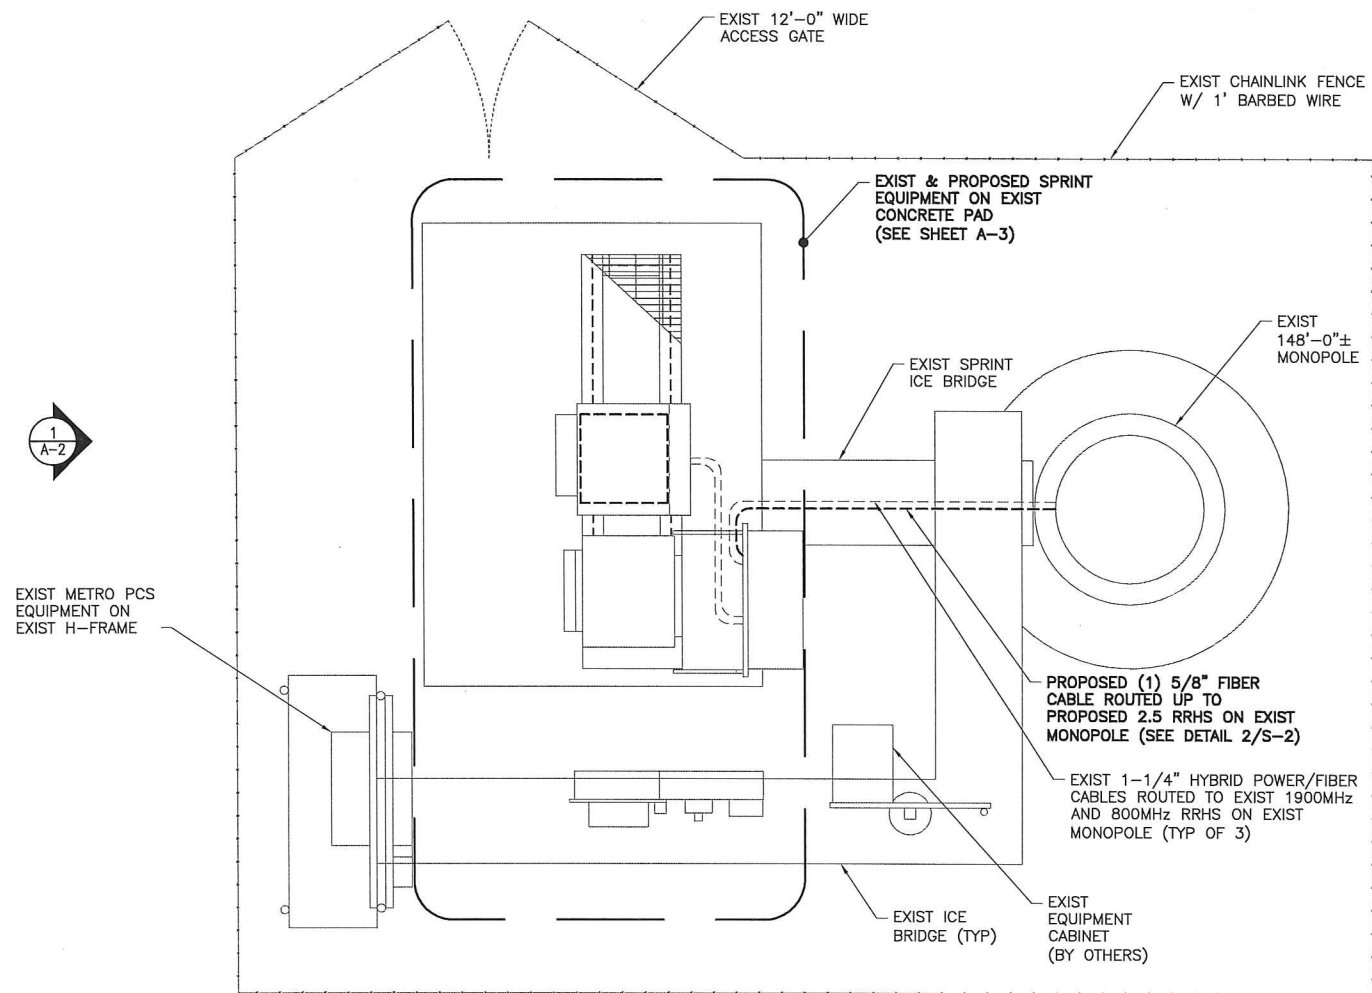 EXIST 12'-0" WIDE
ACCESS GATE
EXIST CHAINLINK FENCE
W/ 1' BARBED WIRE
EXIST & PROPOSED SPRINT
EQUIPMENT ON EXIST
CONCRETE PAD
(SEE SHEET A-3)
EXIST
148'-0"±
MONOPOLE
EXIST SPRINT
ICE BRIDGE
1
A-2
EXIST METRO PCS
EQUIPMENT ON
EXIST H-FRAME
PROPOSED (1) 5/8" FIBER
CABLE ROUTED UP TO
PROPOSED 2.5 RRHS ON EXIST
MONOPOLE (SEE DETAIL 2/S-2)
EXIST 1-1/4" HYBRID POWER/FIBER
CABLES ROUTED TO EXIST 1900MHz
AND 800MHz RRHS ON EXIST
MONOPOLE (TYP OF 3)
EXIST ICE
BRIDGE (TYP)
EXIST
EQUIPMENT
CABINET
(BY OTHERS)